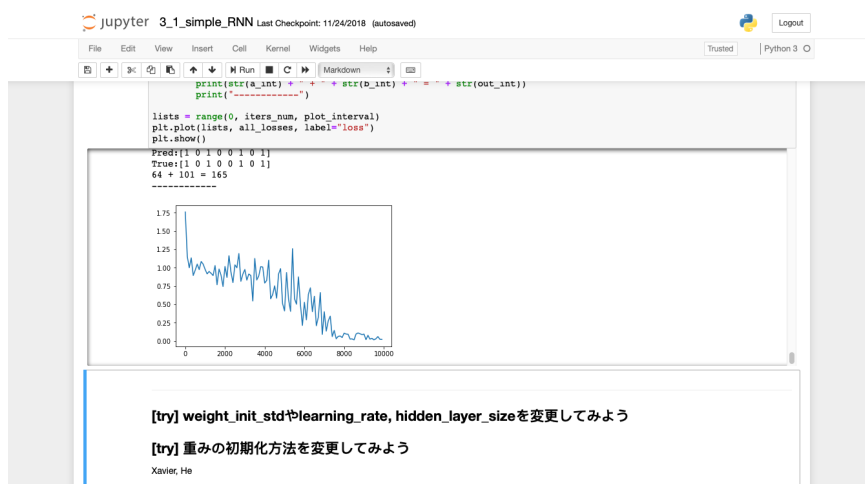 jupyter 3_1_simple_RNN Last Checkpoint: 11/24/2018 (autosaved)
Logout
File Edit View Insert Cell Kernel Widgets Help
Trusted Python 3
Run Markdown
print(str(a_int) + " + " + str(b_int) + " = " + str(out_int))
print("------------")
lists = range(0, iters_num, plot_interval)
plt.plot(lists, all_losses, label="loss")
plt.show()
Pred:[1 0 1 0 0 1 0 1]
True:[1 0 1 0 0 1 0 1]
64 + 101 = 165
------------
1.75
1.50
1.25
1.00
0.75
0.50
0.25
0.00
0 2000 4000 6000 8000 10000
[try] weight_init_stdやlearning_rate, hidden_layer_sizeを変更してみよう
[try] 重みの初期化方法を変更してみよう
Xavier, He